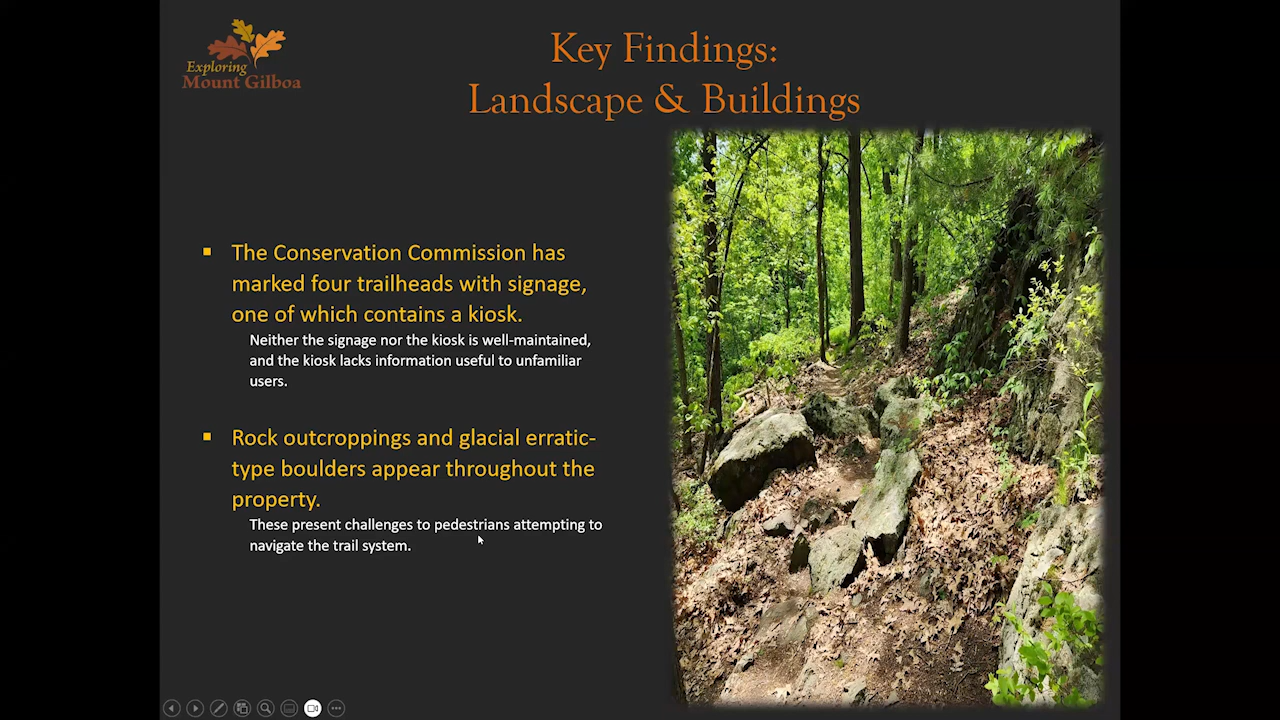 Exploring
Mount Gilboa
Key Findings:
Landscape & Buildings
The Conservation Commission has
marked four trailheads with signage,
one of which contains a kiosk.
Neither the signage nor the kiosk is well-maintained,
and the kiosk lacks information useful to unfamiliar
users.
Rock outcroppings and glacial erratic-
type boulders appear throughout the
property.
These present challenges to pedestrians attempting to
navigate the trail system.